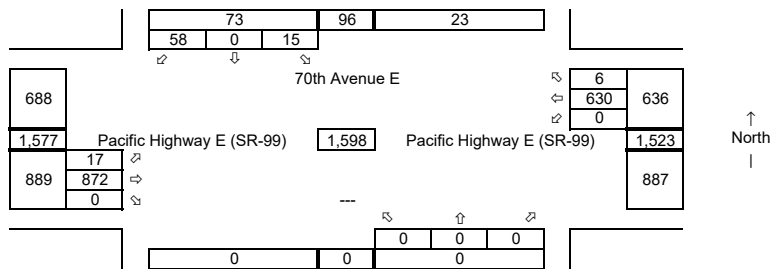 73 96 23
58 0 15
⬃ ⇩ ⬂
70th Avenue E
⬁ 6
688 ⇦ 630 636
⬃ 0
↑
1,577 Pacific Highway E (SR-99) 1,598 Pacific Highway E (SR-99) 1,523 North
17 ⬀ |
889 872 ⇨ 887
0 ⬂ ---
⬁ ⇧ ⬀
0 0 0
0 0 0